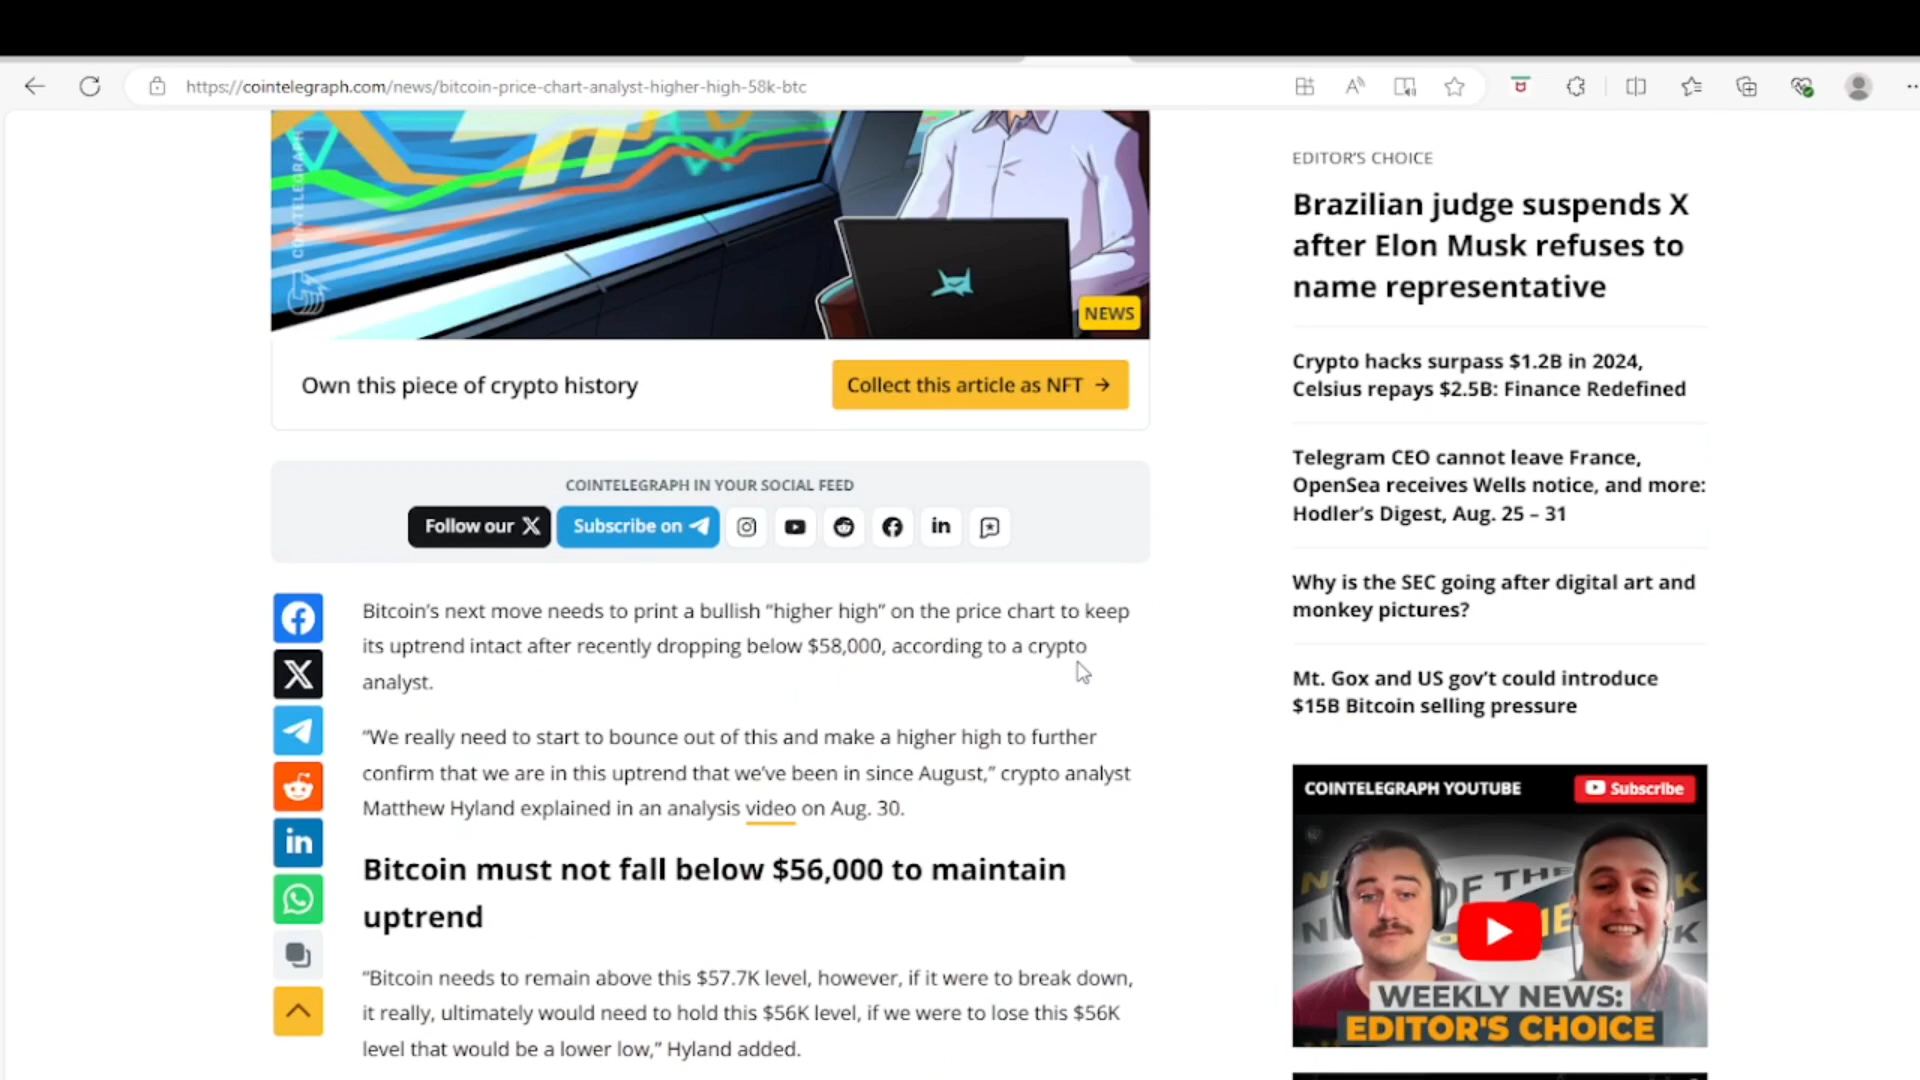 https://cointelegraph.com/news/bitcoin-price-chart-analyst-higher-high-58k-btc
COINTELEGRAPH
NEWS
Own this piece of crypto history
Collect this article as NFT →
COINTELEGRAPH IN YOUR SOCIAL FEED
Follow our X
Subscribe on
Bitcoin’s next move needs to print a bullish “higher high” on the price chart to keep
its uptrend intact after recently dropping below $58,000, according to a crypto
analyst.
“We really need to start to bounce out of this and make a higher high to further
confirm that we are in this uptrend that we’ve been in since August,” crypto analyst
Matthew Hyland explained in an analysis video on Aug. 30.
Bitcoin must not fall below $56,000 to maintain
uptrend
“Bitcoin needs to remain above this $57.7K level, however, if it were to break down,
it really, ultimately would need to hold this $56K level, if we were to lose this $56K
level that would be a lower low,” Hyland added.
EDITOR’S CHOICE
Brazilian judge suspends X
after Elon Musk refuses to
name representative
Crypto hacks surpass $1.2B in 2024,
Celsius repays $2.5B: Finance Redefined
Telegram CEO cannot leave France,
OpenSea receives Wells notice, and more:
Hodler’s Digest, Aug. 25 – 31
Why is the SEC going after digital art and
monkey pictures?
Mt. Gox and US gov’t could introduce
$15B Bitcoin selling pressure
COINTELEGRAPH YOUTUBE
Subscribe
OF THE
WEEKLY NEWS:
EDITOR'S CHOICE